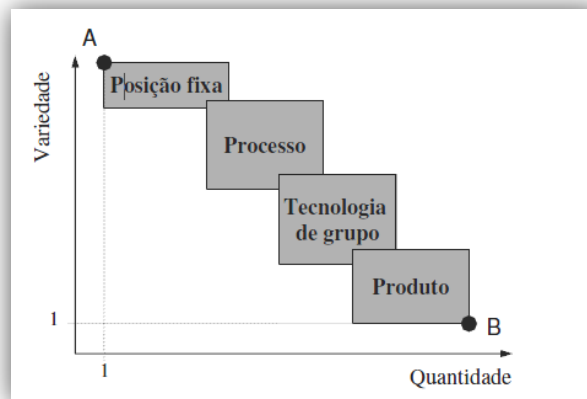 A
Posição fixa
Variedade
Processo
Tecnologia
de grupo
Produto
1
B
1
Quantidade